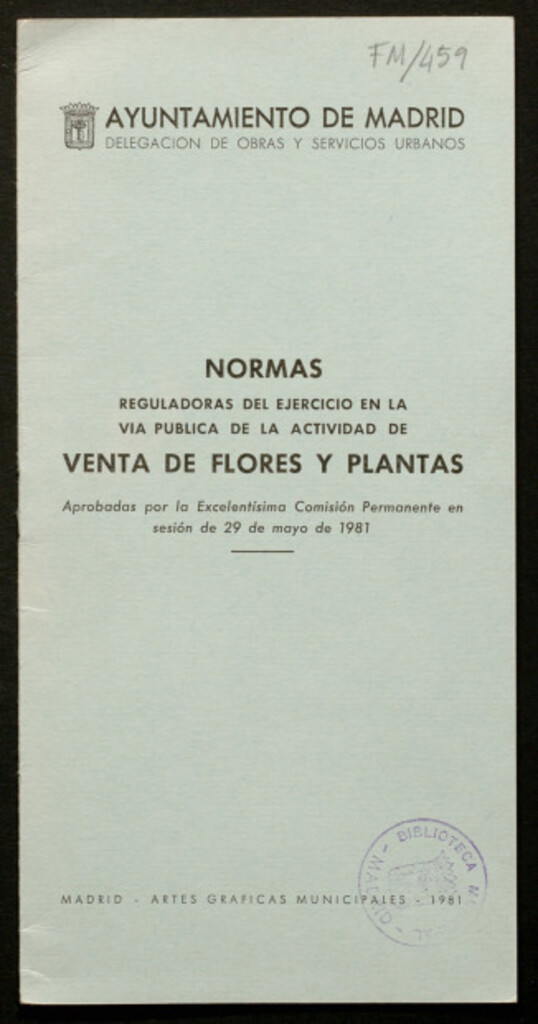 FM/459
AYUNTAMIENTO DE MADRID
DELEGACION DE OBRAS Y SERVICIOS URBANOS
NORMAS
REGULADORAS DEL EJERCICIO EN LA
VIA PUBLICA DE LA ACTIVIDAD DE
VENTA DE FLORES Y PLANTAS
Aprobadas por la Excelentísima Comisión Permanente en
sesión de 29 de mayo de 1981
BIBLIOTECA
MADRID
MADRID - ARTES GRAFICAS MUNICIPALES - 1981